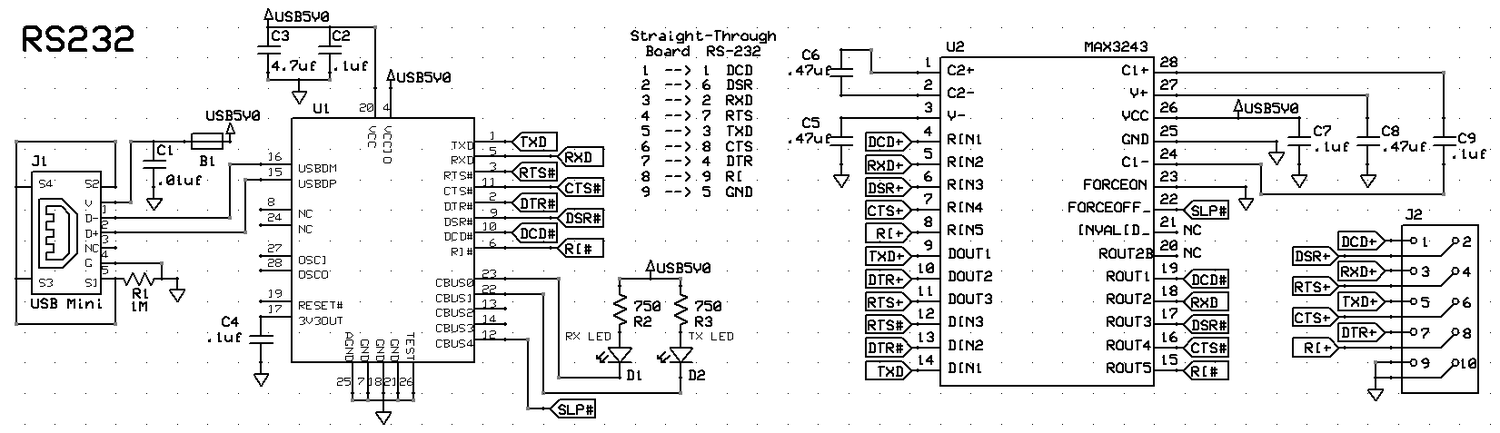 RS232
USB5V0
C3
4.7uf
C2
.1uf
USB5V0
USB5V0
B1
C1
.01uf
J1
S4
S2
V
1
D-
2
D+
3
NC
4
G
5
S3
S1
USB Mini
R1
1M
C4
.1uf
U1
20
4
VCC
VCCIO
16
USBDM
15
USBDP
8
NC
24
NC
27
OSCI
28
OSCO
19
RESET#
17
3V3OUT
TXD 1 TXD
RXD 5 RXD
RTS# 3 RTS#
CTS# 11 CTS#
DTR# 2 DTR#
DSR# 9 DSR#
DCD# 10 DCD#
RI# 6 RI#
CBUS0 23
CBUS1 22
CBUS2 13
CBUS3 14
CBUS4 12
AGND GND GND GND TEST
25 7 18 21 26
USB5V0
750
R2
750
R3
RX LED
TX LED
D1
D2
SLP#
Straight-Through
Board RS-232
1 --> 1 DCD
2 --> 6 DSR
3 --> 2 RXD
4 --> 7 RTS
5 --> 3 TXD
6 --> 8 CTS
7 --> 4 DTR
8 --> 9 RI
9 --> 5 GND
C6
.47uf
C5
.47uf
U2
MAX3243
1 C2+
2 C2-
3 V-
DCD+ 4 RIN1
RXD+ 5 RIN2
DSR+ 6 RIN3
CTS+ 7 RIN4
RI+ 8 RIN5
TXD+ 9 DOUT1
DTR+ 10 DOUT2
RTS+ 11 DOUT3
RTS# 12 DIN3
DTR# 13 DIN2
TXD 14 DIN1
C1+ 28
V+ 27
VCC 26
GND 25
C1- 24
FORCEON 23
FORCEOFF_ 22 SLP#
INVALID_ 21 NC
ROUT2B 20 NC
ROUT1 19 DCD#
ROUT2 18 RXD
ROUT3 17 DSR#
ROUT4 16 CTS#
ROUT5 15 RI#
USB5V0
C7
.1uf
C8
.47uf
C9
.1uf
J2
DCD+ 1 2
DSR+
RXD+ 3 4
RTS+
TXD+ 5 6
CTS+
DTR+ 7 8
RI+
9 10